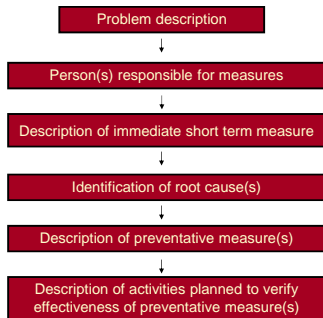 Problem description
Person(s) responsible for measures
Description of immediate short term measure
Identification of root cause(s)
Description of preventative measure(s)
Description of activities planned to verify
effectiveness of preventative measure(s)